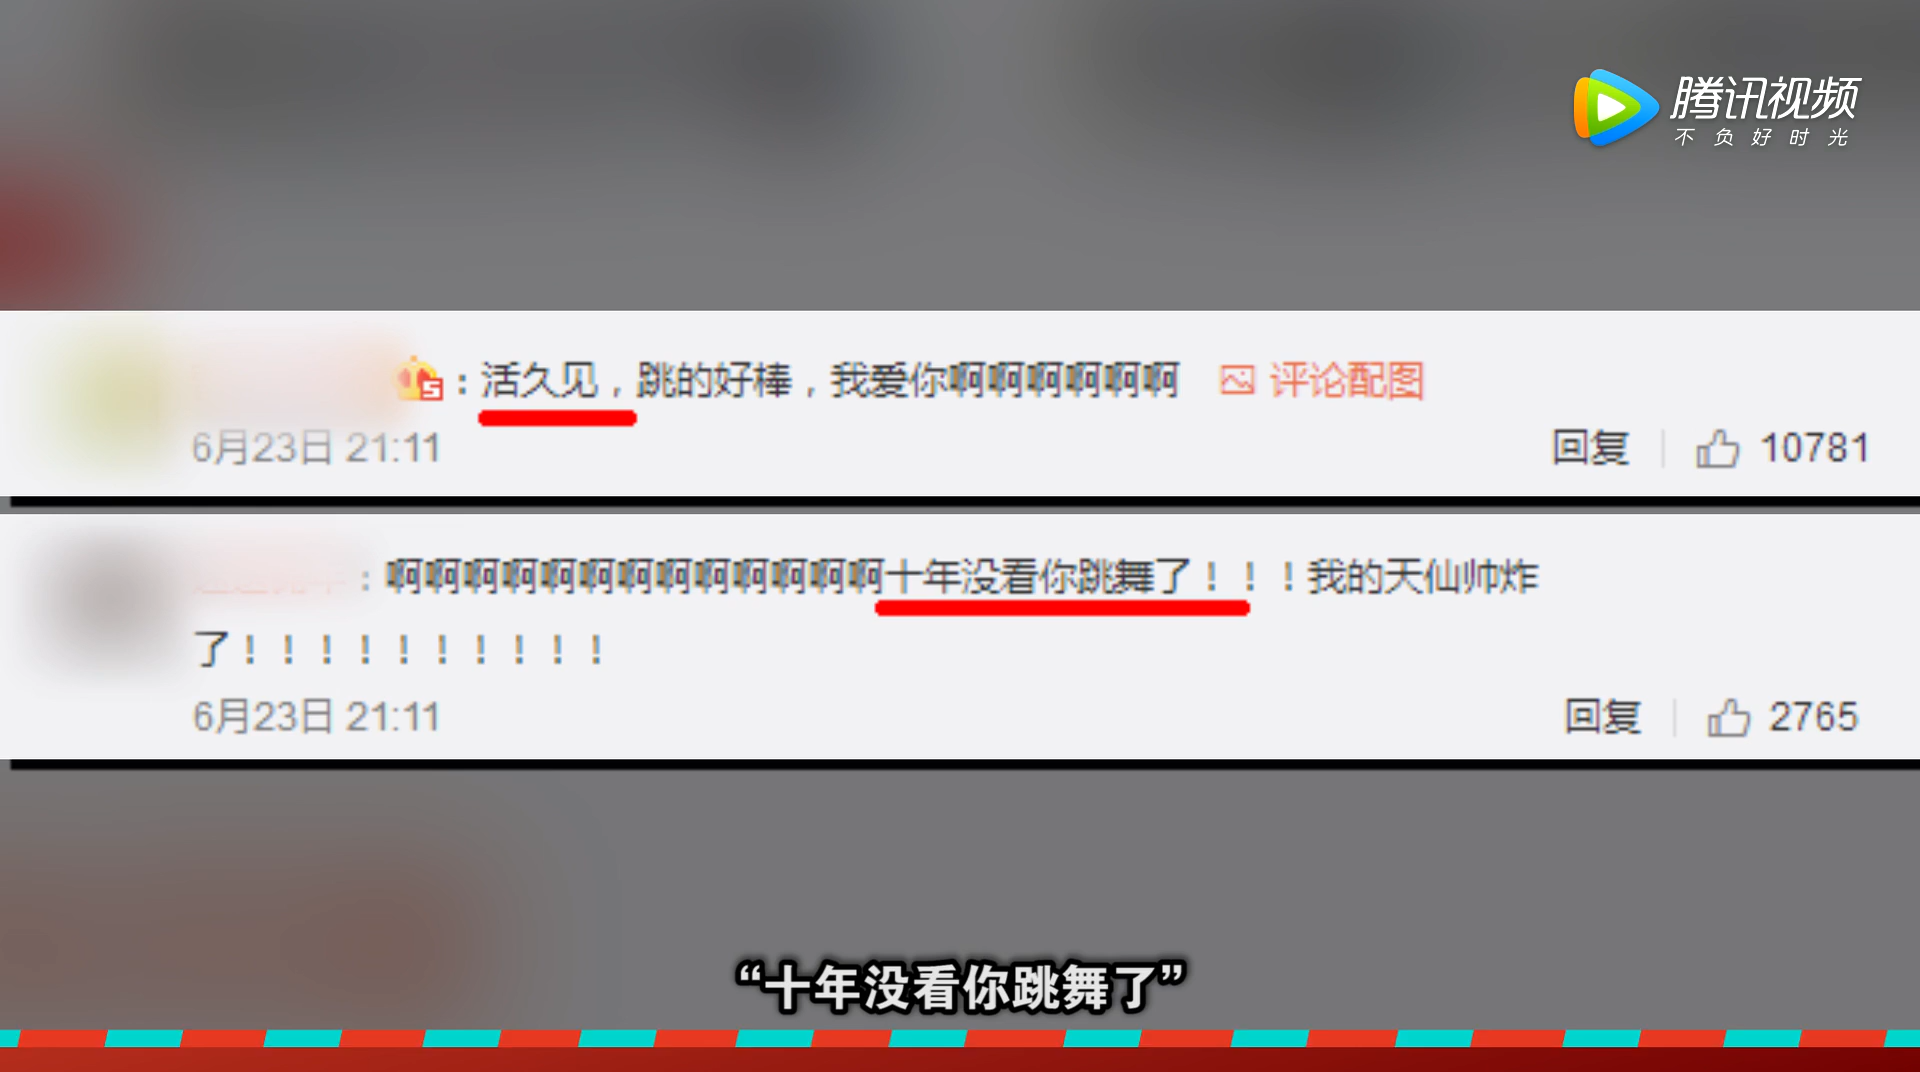 腾讯视频
不负好时光
：活久见，跳的好棒，我爱你啊啊啊啊啊啊 评论配图
6月23日 21:11
回复 10781
：啊啊啊啊啊啊啊啊啊啊啊啊啊十年没看你跳舞了！！！我的天仙帅炸
了！！！！！！！！！！
6月23日 21:11
回复 2765
“十年没看你跳舞了”